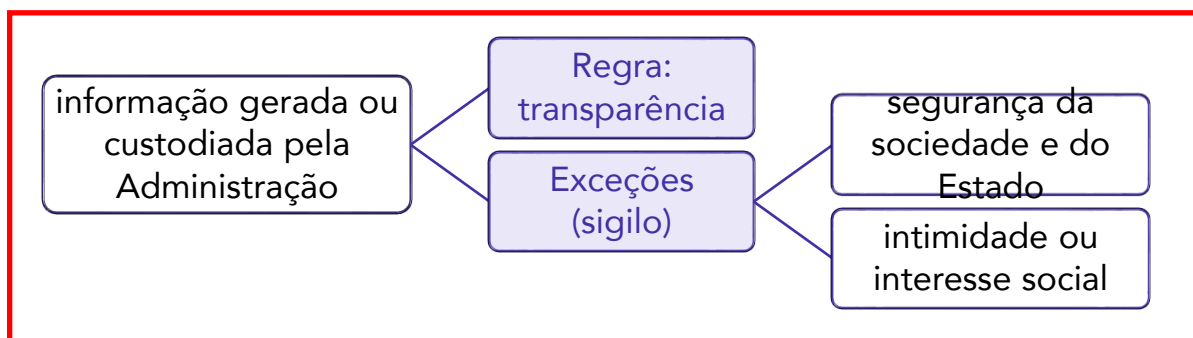 informação gerada ou
custodiada pela
Administração
Regra:
transparência
Exceções
(sigilo)
segurança da
sociedade e do
Estado
intimidade ou
interesse social